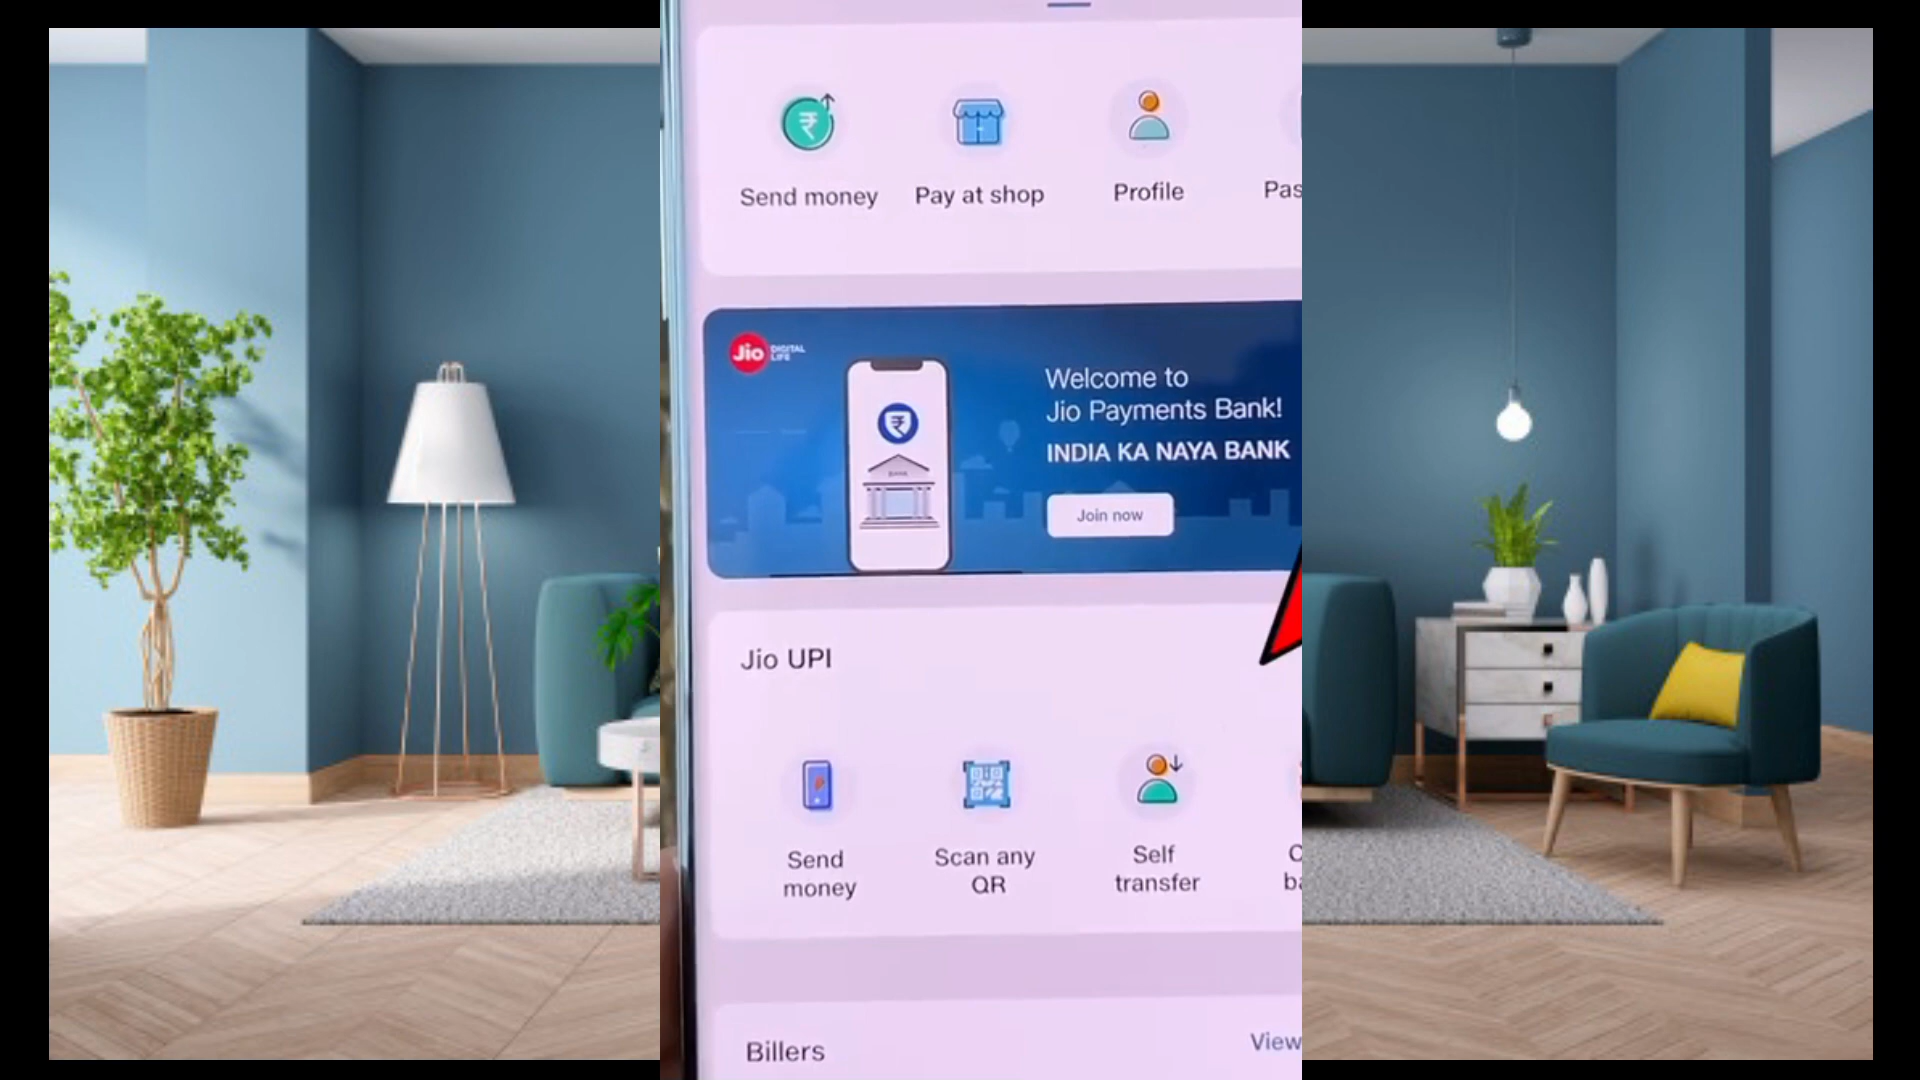 Send money
Pay at shop
Profile
Jio
DIGITAL
LIFE
Welcome to
Jio Payments Bank!
INDIA KA NAYA BANK
BANK
Join now
Jio UPI
Send
money
Scan any
QR
Self
transfer
Billers
View